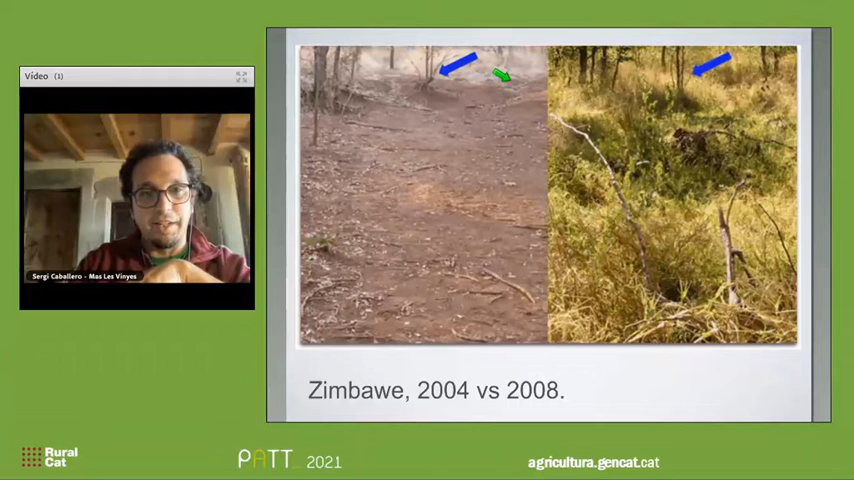 Vídeo (1)
Sergi Caballero - Mas Les Vinyes
Zimbawe, 2004 vs 2008.
Rural
Cat
PATT 2021
agricultura.gencat.cat